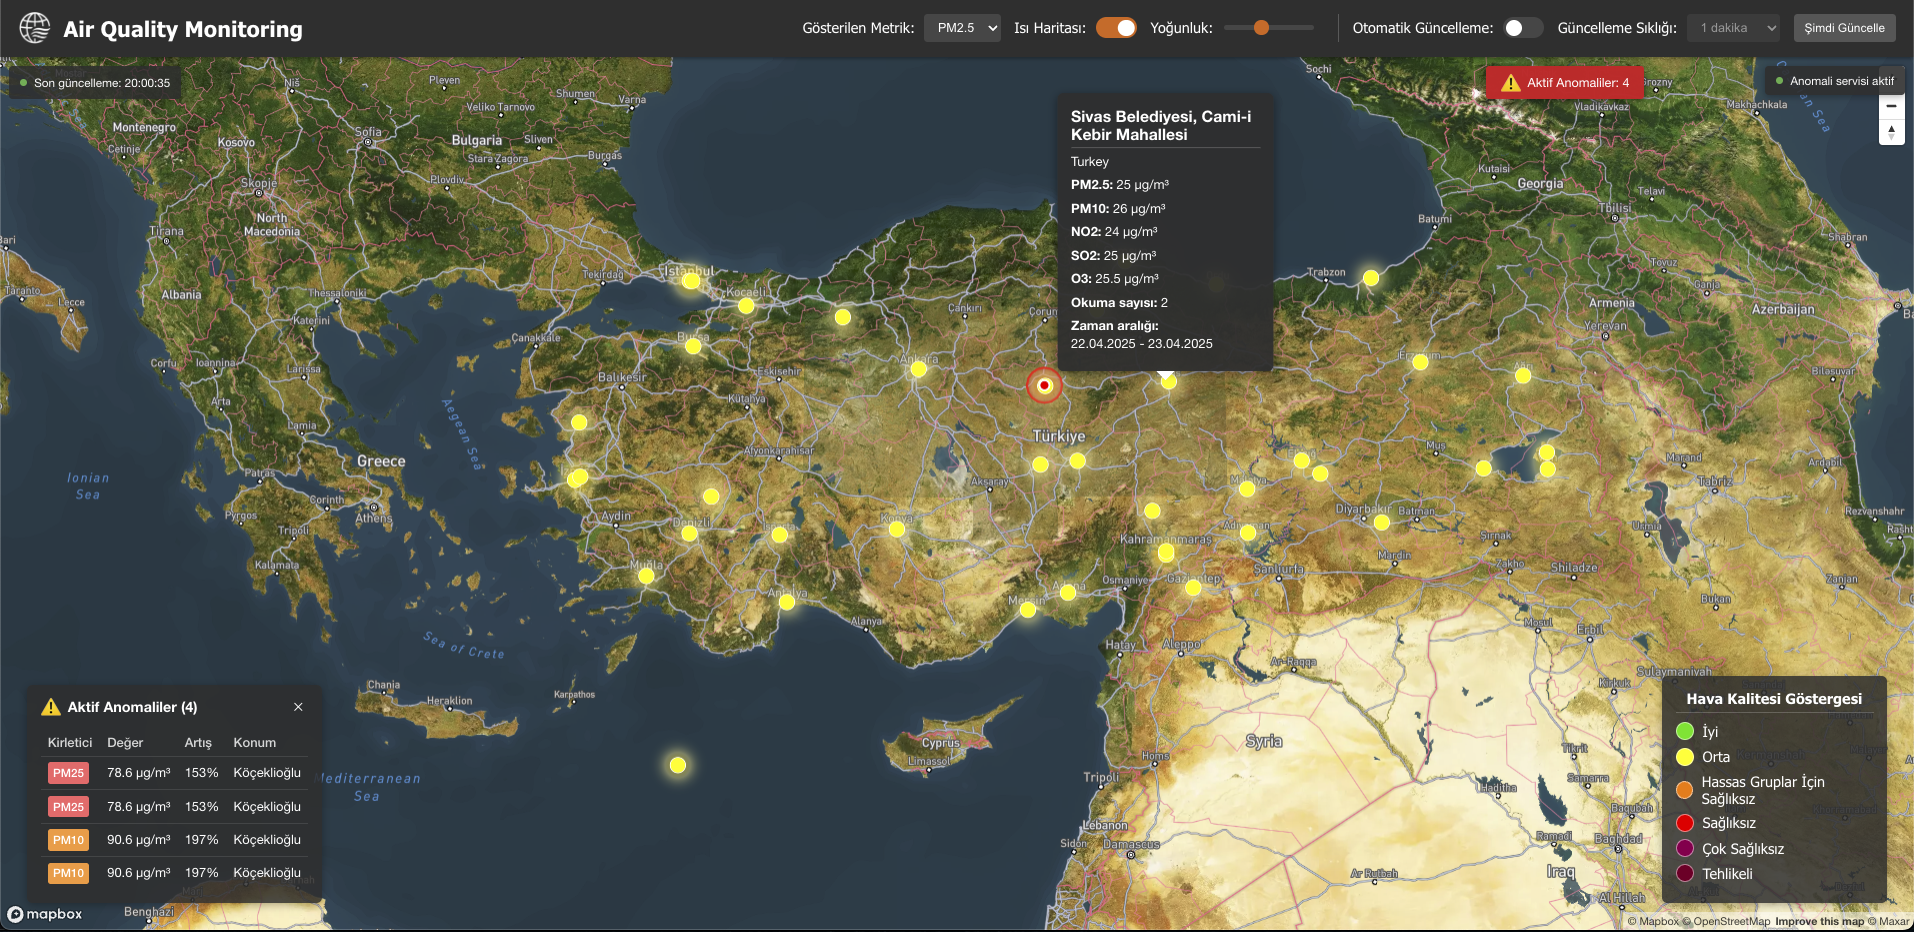 Air Quality Monitoring
Gösterilen Metrik:
PM2.5
Isı Haritası:
Yoğunluk:
Otomatik Güncelleme:
Güncelleme Sıklığı:
1 dakika
Şimdi Güncelle
Son güncelleme: 20:00:35
Aktif Anomaliler: 4
Anomali servisi aktif
Sivas Belediyesi, Cami-i
Kebir Mahallesi
Turkey
PM2.5: 25 µg/m³
PM10: 26 µg/m³
NO2: 24 µg/m³
SO2: 25 µg/m³
O3: 25.5 µg/m³
Okuma sayısı: 2
Zaman aralığı:
22.04.2025 - 23.04.2025
Niš
Pleven
Shumen
Varna
Veliko Tarnovo
Montenegro
Cetinje
Kosovo
Sofia
Bulgaria
Sliven
Stara Zagora
Burgas
Skopje
Plovdiv
North
Macedonia
Tirana
Bari
Albania
Taranto
Lecce
Thessaloniki
Katerini
Corfu
Ioannina
Larissa
Arta
Lamia
Greece
Patras
Corinth
Athens
Pyrgos
Tripoli
Kalamata
Ionian
Sea
Aegean Sea
Sea of Crete
Chania
Heraklion
Karpathos
Mediterranean
Sea
Benghazi
Tekirdağ
İstanbul
Kocaeli
Çanakkale
Bursa
Balıkesir
Eskişehir
Kütahya
Ankara
Çankırı
Çorum
Türkiye
Afyonkarahisar
Aksaray
Aydın
Denizli
Isparta
Konya
Muğla
Antalya
Alanya
Mersin
Adana
Osmaniye
Kahramanmaraş
Gaziantep
Adıyaman
Malatya
Şanlıurfa
Diyarbakır
Batman
Mardin
Muş
Erzurum
Ağrı
Trabzon
Şırnak
Hatay
Sochi
Grozny
Vladikavkaz
Makhachkala
Kutaisi
Georgia
Telavi
Tbilisi
Batumi
Shabran
Tovuz
Ganja
Armenia
Yerevan
Azerbaijan
Bilasuvar
Marand
Tabriz
Ardabil
Urmia
Rezvanshahr
Rasht
Zanjan
Bukan
Zakho
Shiladze
Mosul
Erbil
Kirkuk
Sulaymaniyah
Aleppo
Ar-Raqqa
Syria
Homs
Tripoli
Lebanon
Sidon
Damascus
Cyprus
Limassol
Haditha
Tikrit
Samarra
Baqubah
Ramadi
Baghdad
Ar Rutbah
Iraq
Al Hillah
Aktif Anomaliler (4)
Kirletici Değer Artış Konum
PM25 78.6 µg/m³ 153% Köçeklioğlu
PM25 78.6 µg/m³ 153% Köçeklioğlu
PM10 90.6 µg/m³ 197% Köçeklioğlu
PM10 90.6 µg/m³ 197% Köçeklioğlu
Hava Kalitesi Göstergesi
İyi
Orta
Hassas Gruplar İçin
Sağlıksız
Sağlıksız
Çok Sağlıksız
Tehlikeli
mapbox
© Mapbox © OpenStreetMap Improve this map © Maxar